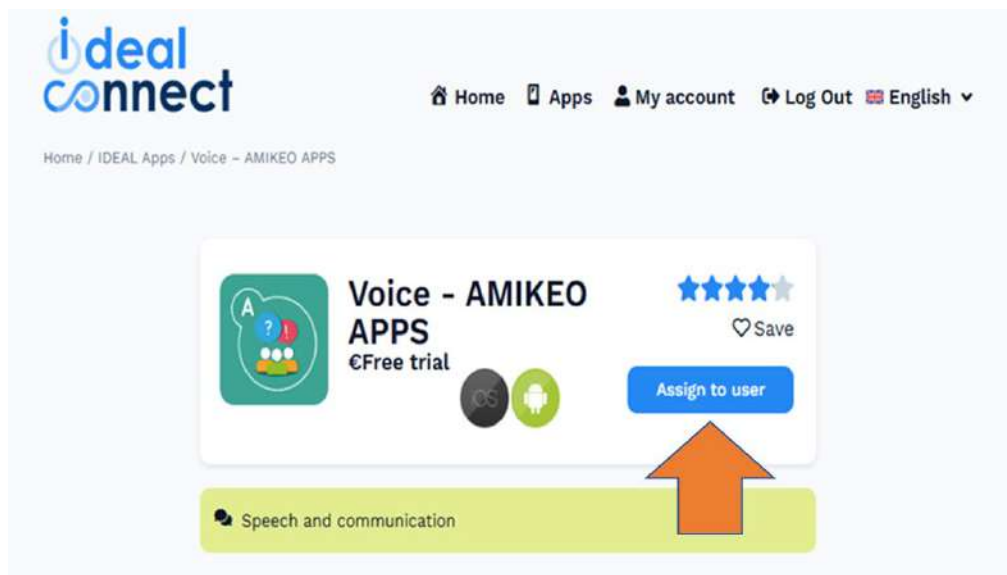 ideal
connect
Home Apps My account Log Out English
Home / IDEAL Apps / Voice – AMIKEO APPS
A
? !
Voice - AMIKEO
APPS
€Free trial
Save
OS
Assign to user
Speech and communication